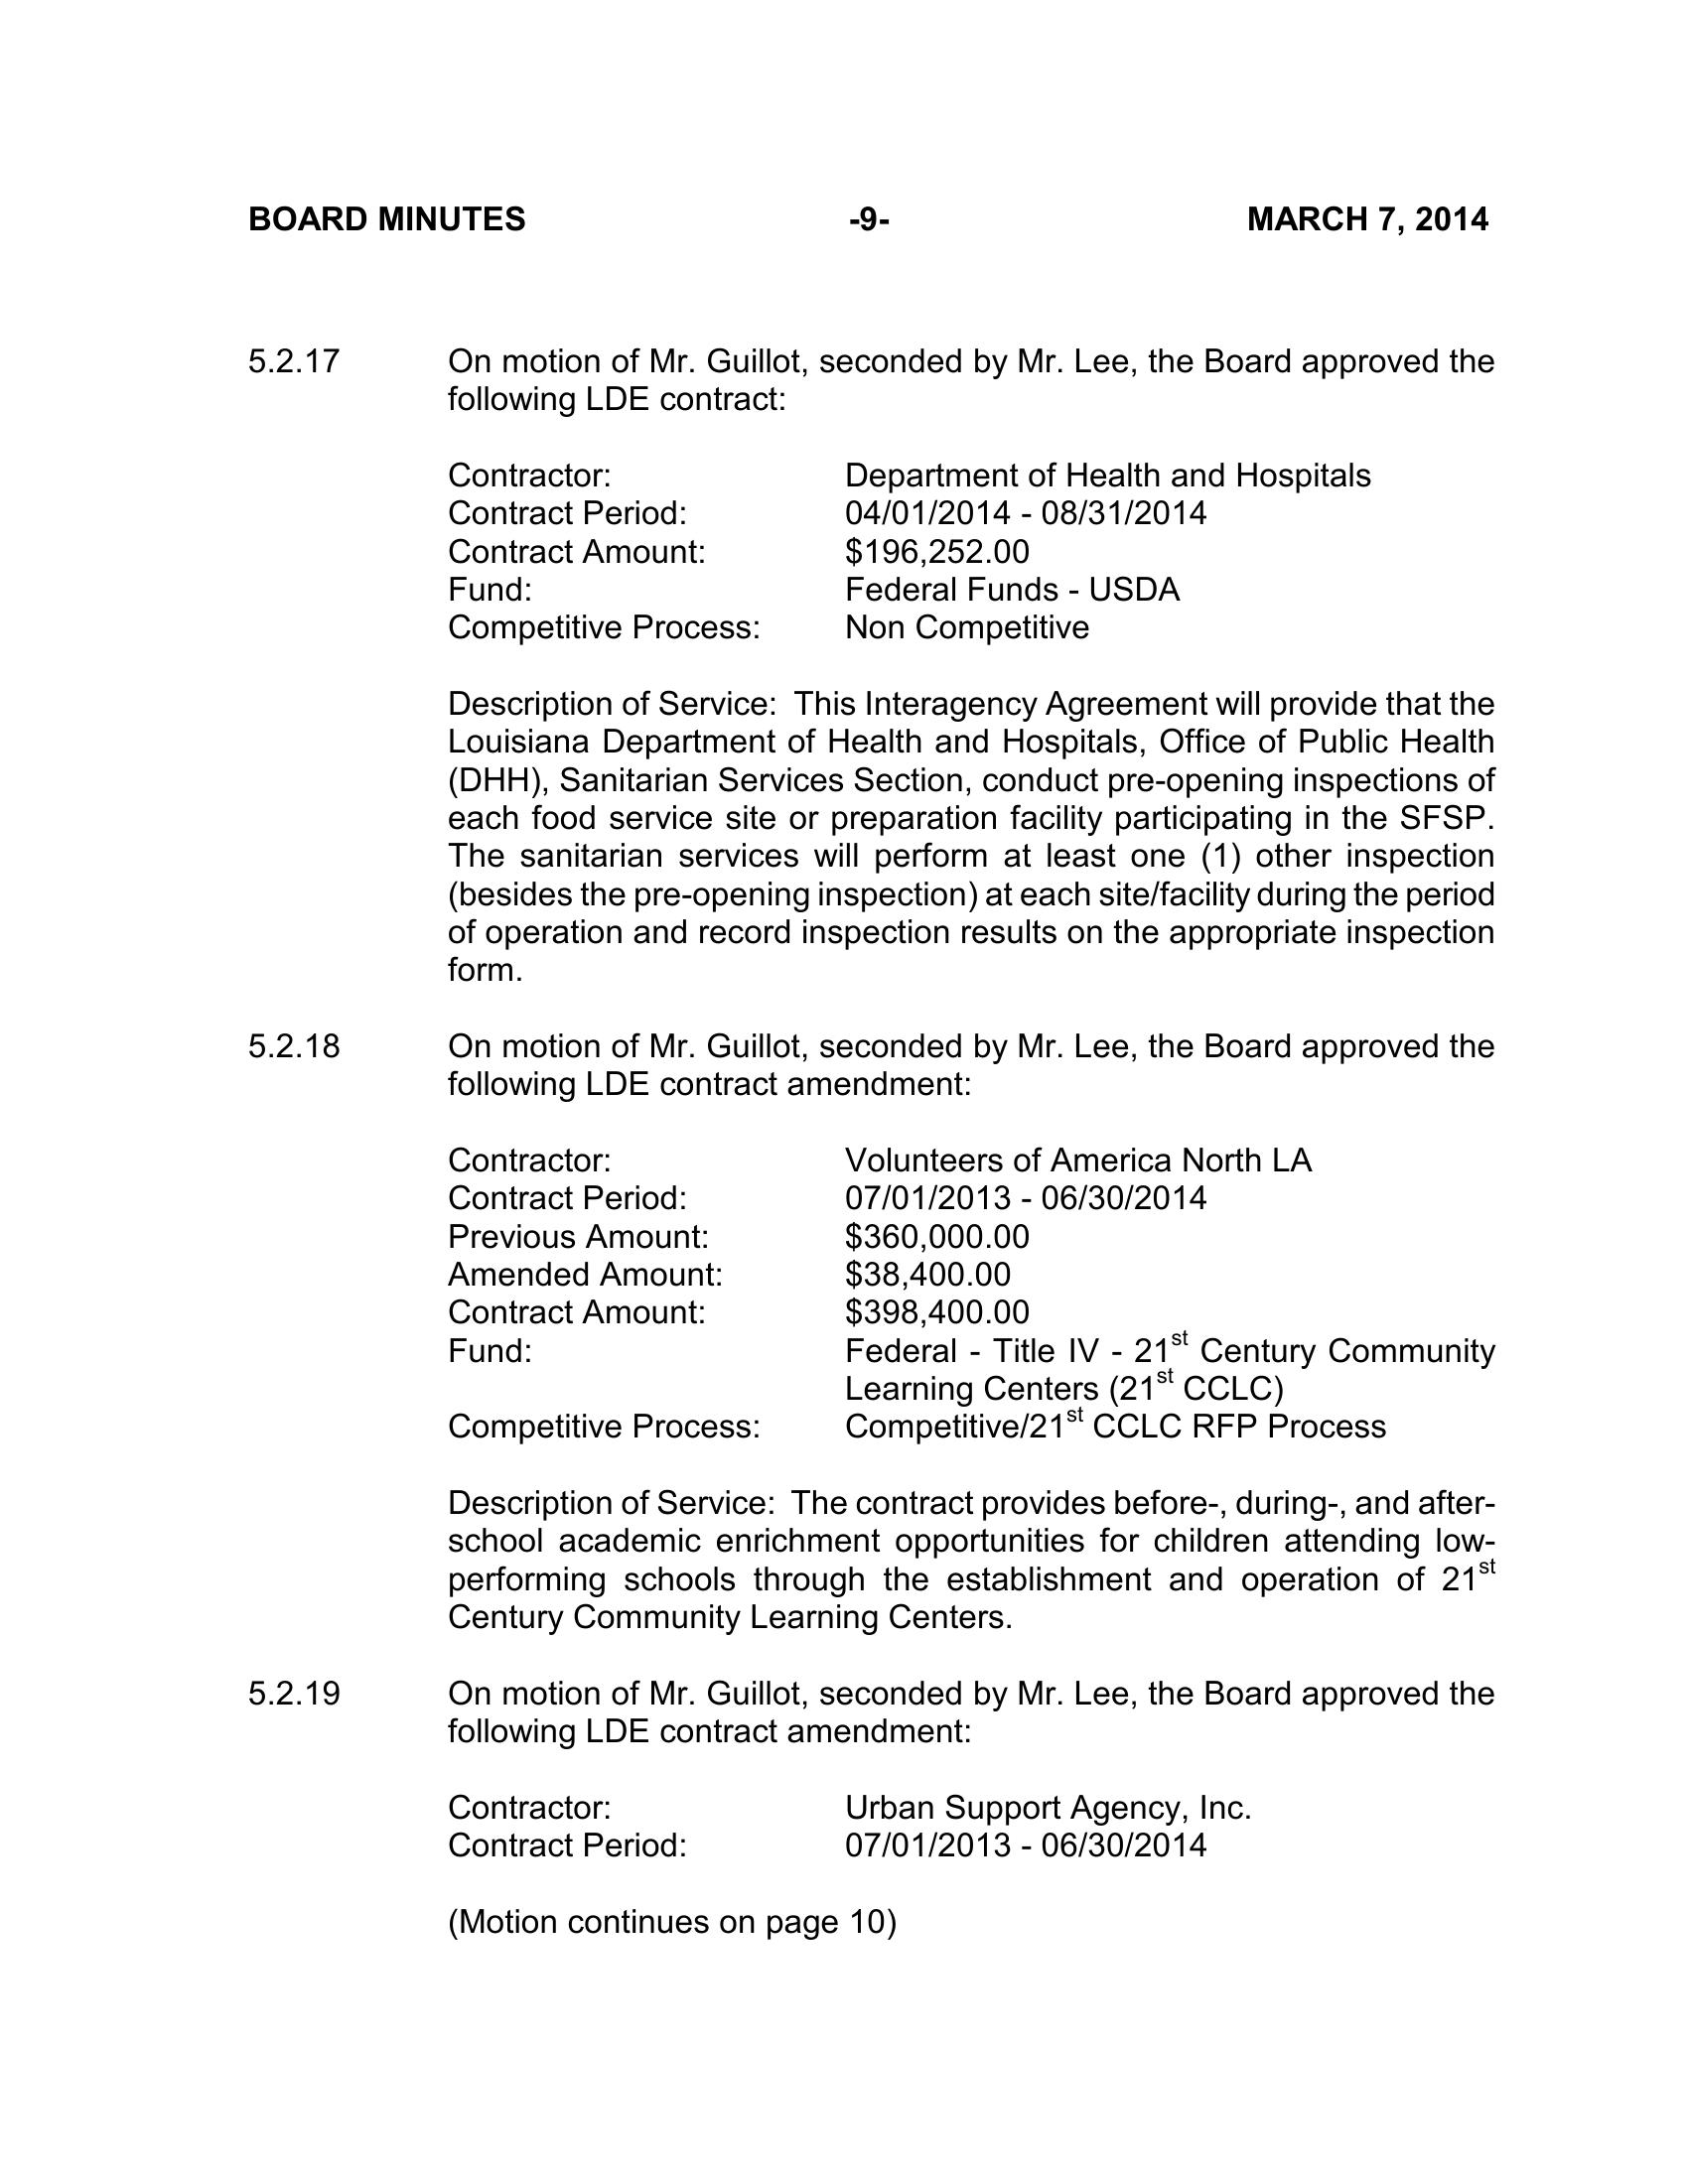 BOARD MINUTES -9- MARCH 7, 2014
5.2.17 On motion of Mr. Guillot, seconded by Mr. Lee, the Board approved the
following LDE contract:
Contractor: Department of Health and Hospitals
Contract Period: 04/01/2014 - 08/31/2014
Contract Amount: $196,252.00
Fund: Federal Funds - USDA
Competitive Process: Non Competitive
Description of Service: This Interagency Agreement will provide that the
Louisiana Department of Health and Hospitals, Office of Public Health
(DHH), Sanitarian Services Section, conduct pre-opening inspections of
each food service site or preparation facility participating in the SFSP.
The sanitarian services will perform at least one (1) other inspection
(besides the pre-opening inspection) at each site/facility during the period
of operation and record inspection results on the appropriate inspection
form.
5.2.18 On motion of Mr. Guillot, seconded by Mr. Lee, the Board approved the
following LDE contract amendment:
Contractor: Volunteers of America North LA
Contract Period: 07/01/2013 - 06/30/2014
Previous Amount: $360,000.00
Amended Amount: $38,400.00
Contract Amount: $398,400.00
Fund: Federal - Title IV - 21st Century Community
Learning Centers (21st CCLC)
Competitive Process: Competitive/21st CCLC RFP Process
Description of Service: The contract provides before-, during-, and after-
school academic enrichment opportunities for children attending low-
performing schools through the establishment and operation of 21st
Century Community Learning Centers.
5.2.19 On motion of Mr. Guillot, seconded by Mr. Lee, the Board approved the
following LDE contract amendment:
Contractor: Urban Support Agency, Inc.
Contract Period: 07/01/2013 - 06/30/2014
(Motion continues on page 10)